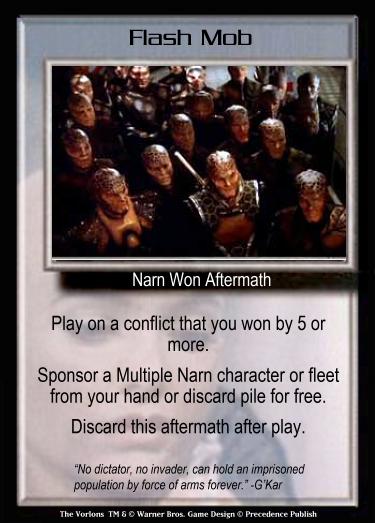 Flash Mob
Narn Won Aftermath
Play on a conflict that you won by 5 or
more.
Sponsor a Multiple Narn character or fleet
from your hand or discard pile for free.
Discard this aftermath after play.
"No dictator, no invader, can hold an imprisoned
population by force of arms forever." -G'Kar
The Vorlons TM & © Warner Bros. Game Design © Precedence Publish